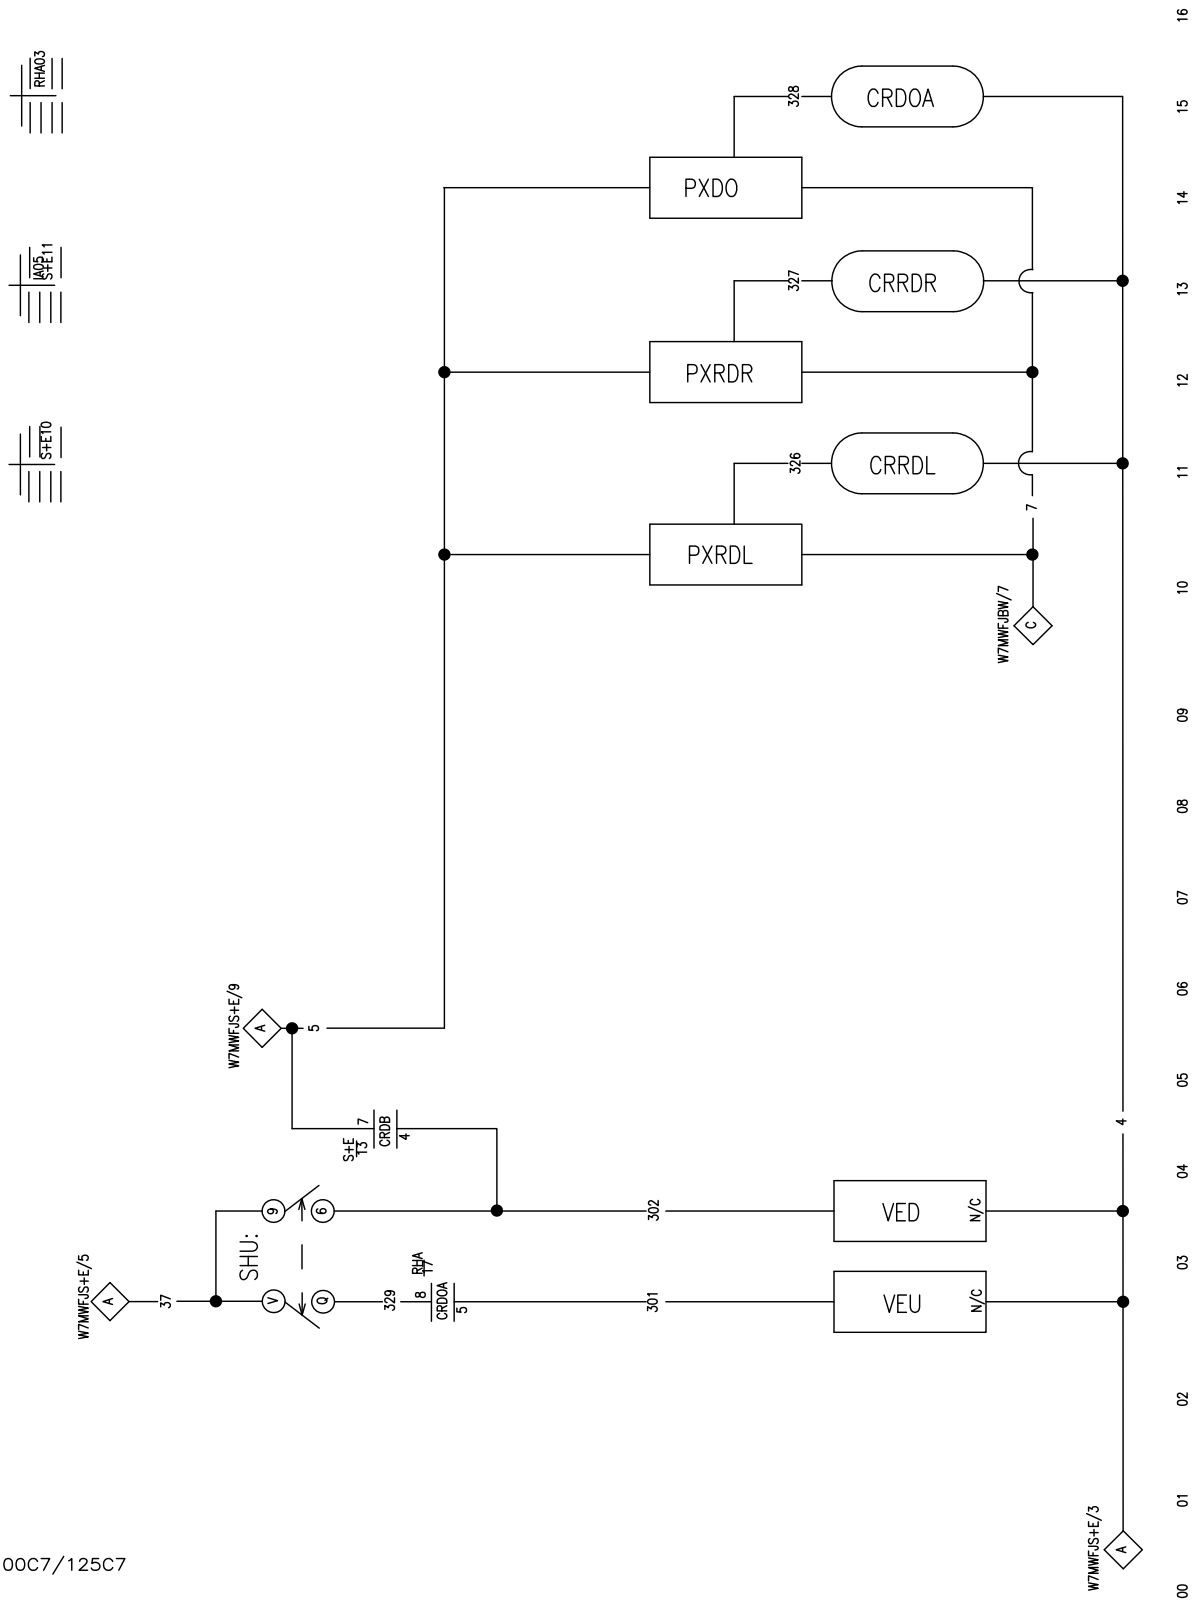 16
RHA03
328
CRDOA
15
PXDO
14
IA05
S+E11
327
CRRDR
13
PXRDR
12
S+E10
326
CRRDL
11
7
PXRDL
10
W7MWFJBW/7
C
09
08
07
06
W7MWFJS+E/9
A
5
05
S+E
13
7
CRDB
4
4
04
9
6
302
VED
N/C
SHU:
03
W7MWFJS+E/5
A
37
V
Q
329
RHA
17
8
CRDOA
5
301
VEU
N/C
02
01
W7MWFJS+E/3
A
00C7/125C7
00